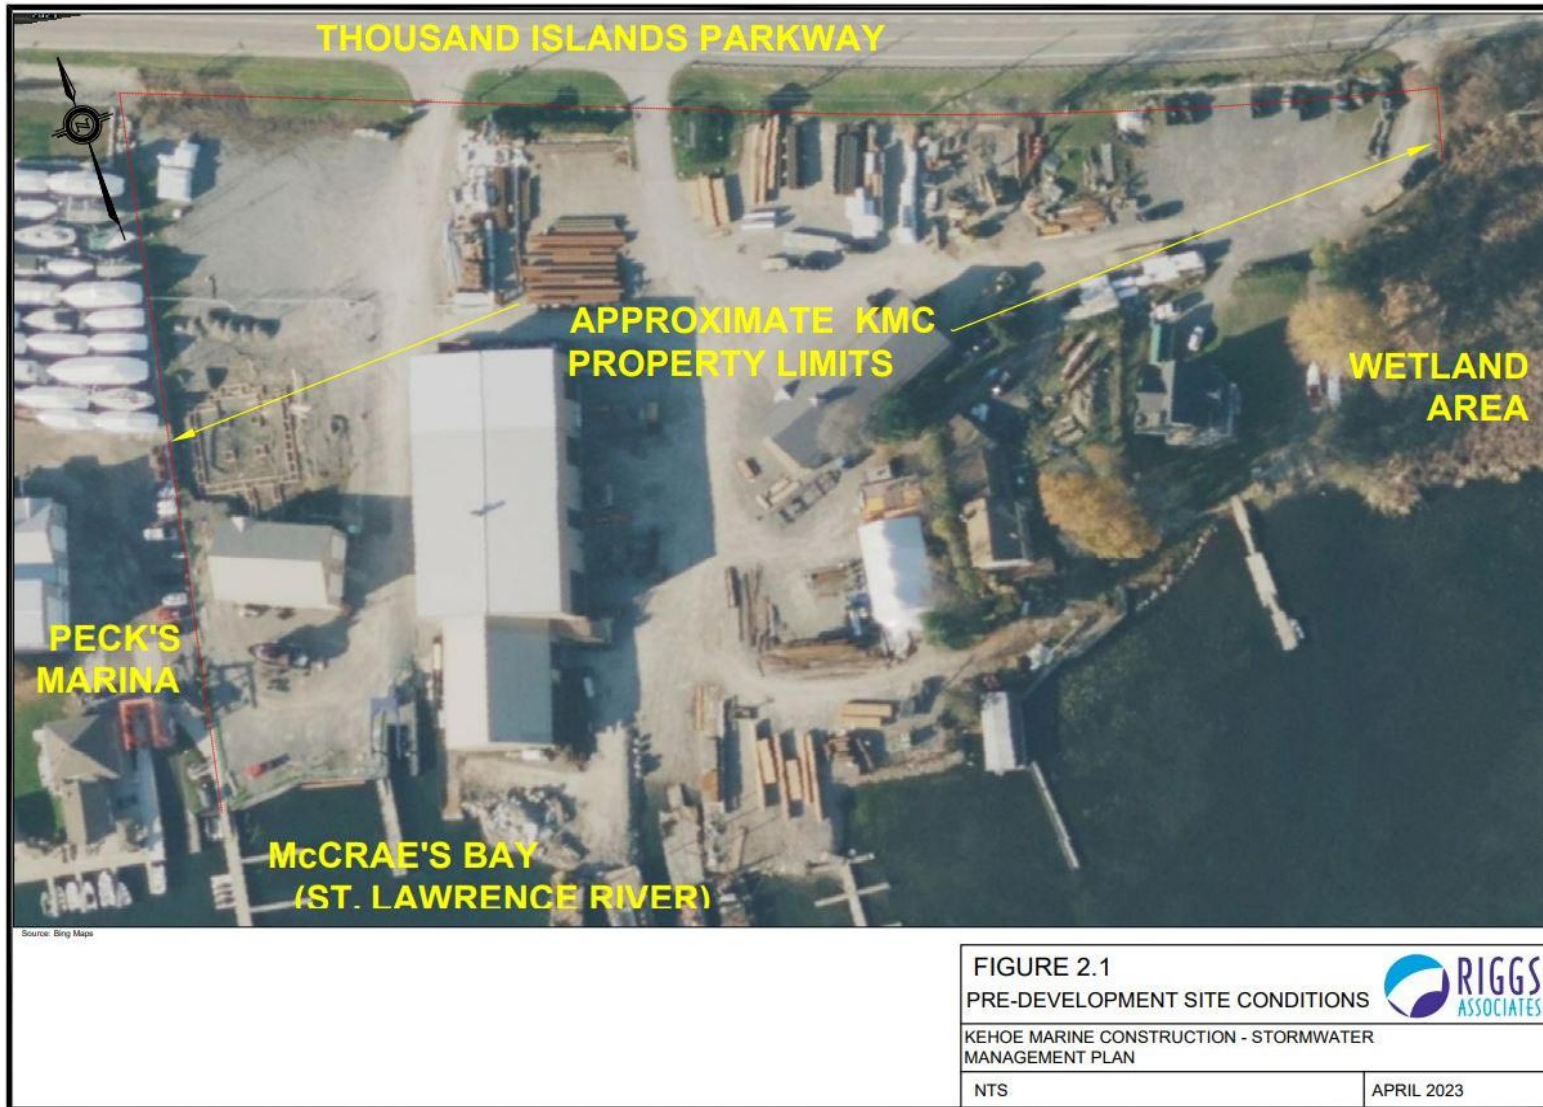 THOUSAND ISLANDS PARKWAY
N
APPROXIMATE KMC
PROPERTY LIMITS
WETLAND
AREA
PECK'S
MARINA
McCRAE'S BAY
(ST. LAWRENCE RIVER)
Source: Bing Maps
FIGURE 2.1
PRE-DEVELOPMENT SITE CONDITIONS
RIGGS
ASSOCIATES
KEHOE MARINE CONSTRUCTION - STORMWATER
MANAGEMENT PLAN
NTS
APRIL 2023